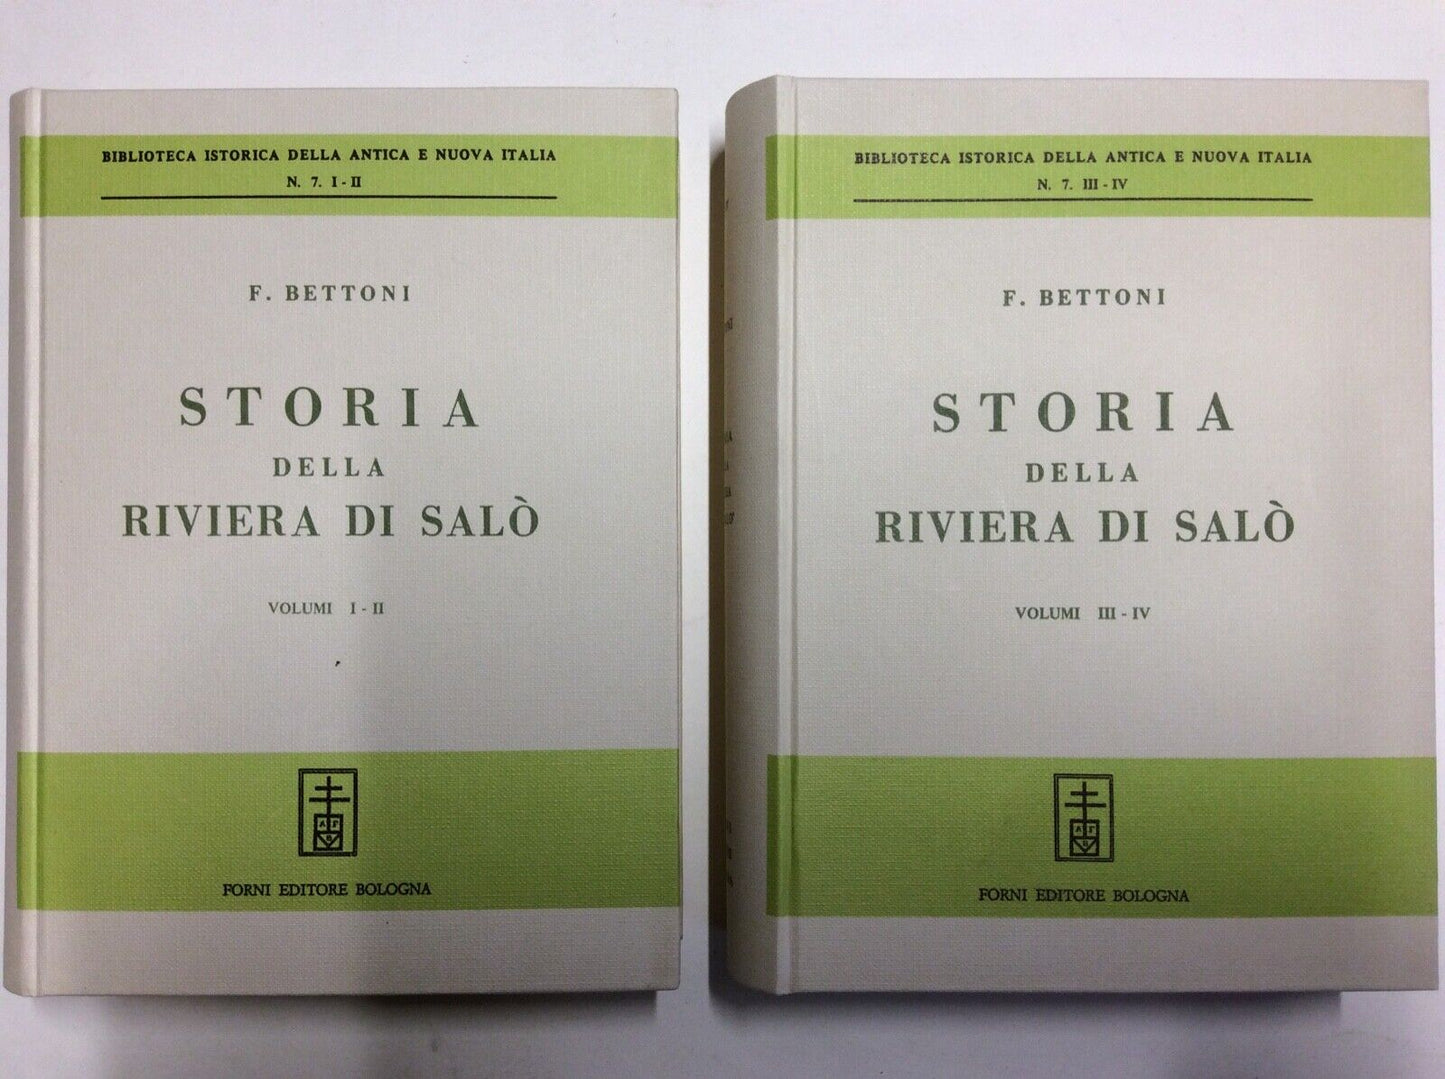 BIBLIOTECA ISTORICA DELLA ANTICA E NUOVA ITALIA
N. 7. I - II
F. BETTONI
STORIA
DELLA
RIVIERA DI SALÒ
VOLUMI I - II
A F
FORNI EDITORE BOLOGNA
BIBLIOTECA ISTORICA DELLA ANTICA E NUOVA ITALIA
N. 7. III - IV
F. BETTONI
STORIA
DELLA
RIVIERA DI SALÒ
VOLUMI III - IV
A F
FORNI EDITORE BOLOGNA